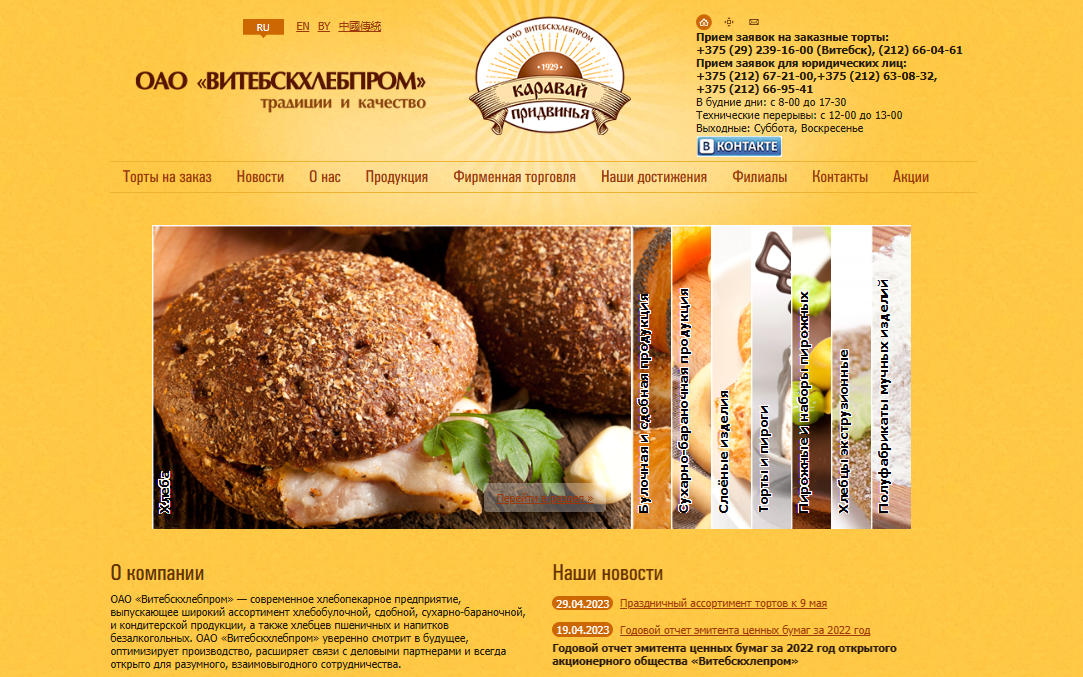 RU EN BY 中國傳統
ОАО «ВИТЕБСКХЛЕБПРОМ»
традиции и качество
ОАО ВИТЕБСКХЛЕБПРОМ
• 1929 •
каравай
придвинья
Прием заявок на заказные торты:
+375 (29) 239-16-00 (Витебск), (212) 66-04-61
Прием заявок для юридических лиц:
+375 (212) 67-21-00,+375 (212) 63-08-32,
+375 (212) 66-95-41
В будние дни: с 8-00 до 17-30
Технические перерывы: с 12-00 до 13-00
Выходные: Суббота, Воскресенье
В КОНТАКТЕ
Торты на заказ Новости О нас Продукция Фирменная торговля Наши достижения Филиалы Контакты Акции
Хлеба
Перейти в каталог »
Булочная и сдобная продукция
Сухарно-бараночная продукция
Слоёные изделия
Торты и пироги
Пирожные и наборы пирожных
Хлебцы экструзионные
Полуфабрикаты мучных изделий
О компании
ОАО «Витебскхлебпром» — современное хлебопекарное предприятие,
выпускающее широкий ассортимент хлебобулочной, сдобной, сухарно-бараночной,
и кондитерской продукции, а также хлебцев пшеничных и напитков
безалкогольных. ОАО «Витебскхлебпром» уверенно смотрит в будущее,
оптимизирует производство, расширяет связи с деловыми партнерами и всегда
открыто для разумного, взаимовыгодного сотрудничества.
Наши новости
29.04.2023 Праздничный ассортимент тортов к 9 мая
19.04.2023 Годовой отчет эмитента ценных бумаг за 2022 год
Годовой отчет эмитента ценных бумаг за 2022 год открытого
акционерного общества «Витебскхлепром»